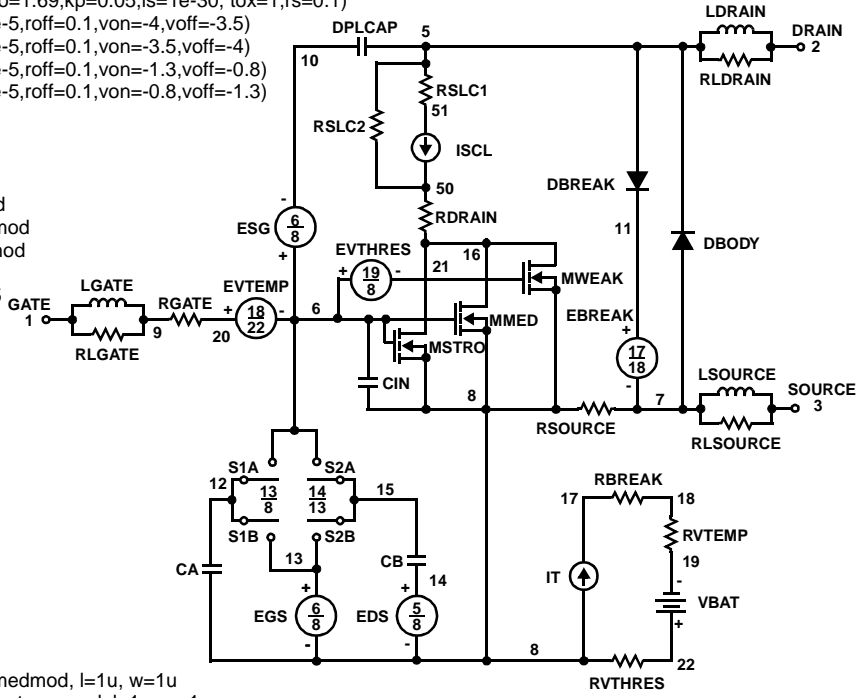 o=1.69,kp=0.05,is=1e-30, tox=1,rs=0.1)
e-5,roff=0.1,von=-4,voff=-3.5)
e-5,roff=0.1,von=-3.5,voff=-4)
e-5,roff=0.1,von=-1.3,voff=-0.8)
e-5,roff=0.1,von=-0.8,voff=-1.3)
LDRAIN
DPLCAP
5
DRAIN
2
10
RLDRAIN
RSLC1
51
RSLC2
ISCL
50
DBREAK
d
nod
nod
-
ESG
6
8
+
RDRAIN
11
DBODY
EVTHRES
+
19
8
-
16
21
MWEAK
GATE
1
LGATE
RGATE
EVTEMP
+
18
22
-
6
EBREAK
+
MMED
9
20
RLGATE
MSTRO
17
18
-
LSOURCE
CIN
SOURCE
3
8
7
RSOURCE
RLSOURCE
S1A
S2A
12
13
8
14
13
15
RBREAK
17
18
S1B
S2B
RVTEMP
13
CB
19
CA
14
IT
-
VBAT
+
+
EGS
6
8
-
+
EDS
5
8
-
8
22
RVTHRES
medmod, l=1u, w=1u